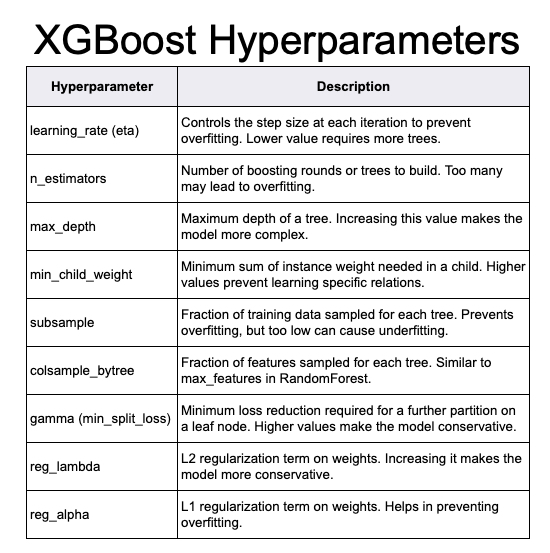 XGBoost Hyperparameters
Hyperparameter
Description
learning_rate (eta)
Controls the step size at each iteration to prevent
overfitting. Lower value requires more trees.
n_estimators
Number of boosting rounds or trees to build. Too many
may lead to overfitting.
max_depth
Maximum depth of a tree. Increasing this value makes the
model more complex.
min_child_weight
Minimum sum of instance weight needed in a child. Higher
values prevent learning specific relations.
subsample
Fraction of training data sampled for each tree. Prevents
overfitting, but too low can cause underfitting.
colsample_bytree
Fraction of features sampled for each tree. Similar to
max_features in RandomForest.
gamma (min_split_loss)
Minimum loss reduction required for a further partition on
a leaf node. Higher values make the model conservative.
reg_lambda
L2 regularization term on weights. Increasing it makes the
model more conservative.
reg_alpha
L1 regularization term on weights. Helps in preventing
overfitting.